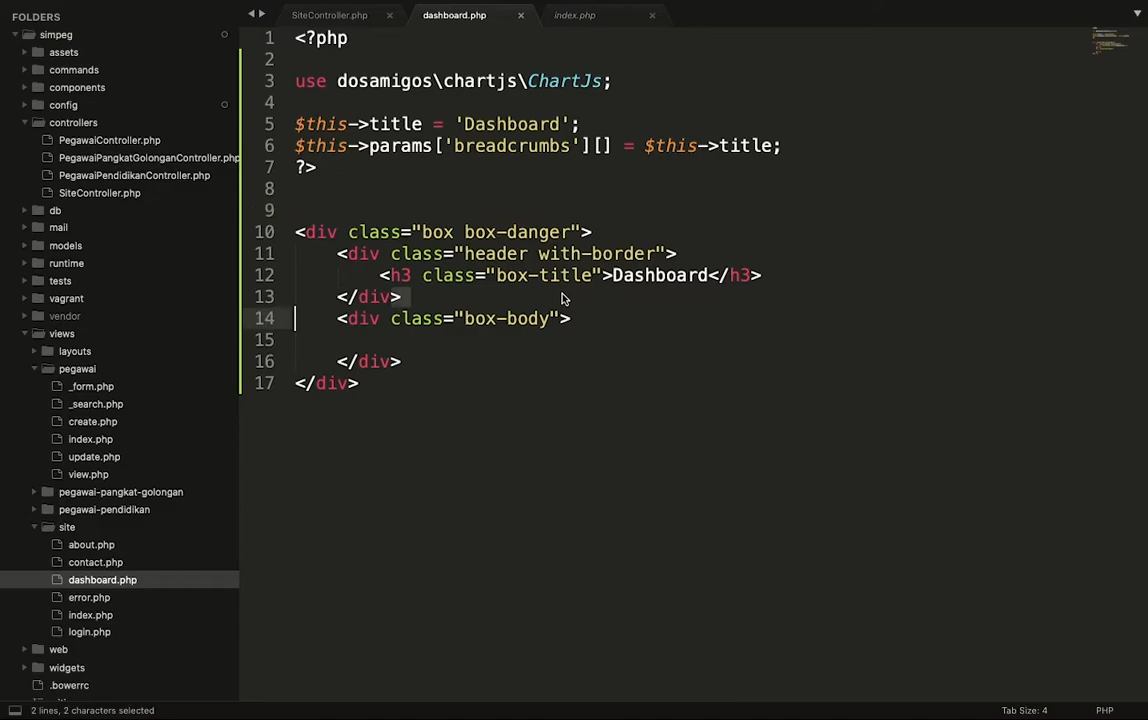 FOLDERS
simpeg
assets
commands
components
config
controllers
PegawaiController.php
PegawaiPangkatGolonganController.php
PegawaiPendidikanController.php
SiteController.php
db
mail
models
runtime
tests
vagrant
vendor
views
layouts
pegawai
_form.php
_search.php
create.php
index.php
update.php
view.php
pegawai-pangkat-golongan
pegawai-pendidikan
site
about.php
contact.php
dashboard.php
error.php
index.php
login.php
web
widgets
.bowerrc
SiteController.php
dashboard.php
index.php
1 <?php
2
3 use dosamigos\chartjs\ChartJs;
4
5 $this->title = 'Dashboard';
6 $this->params['breadcrumbs'][] = $this->title;
7 ?>
8
9
10 <div class="box box-danger">
11 <div class="header with-border">
12 <h3 class="box-title">Dashboard</h3>
13 </div>
14 <div class="box-body">
15
16 </div>
17 </div>
2 lines, 2 characters selected
Tab Size: 4
PHP